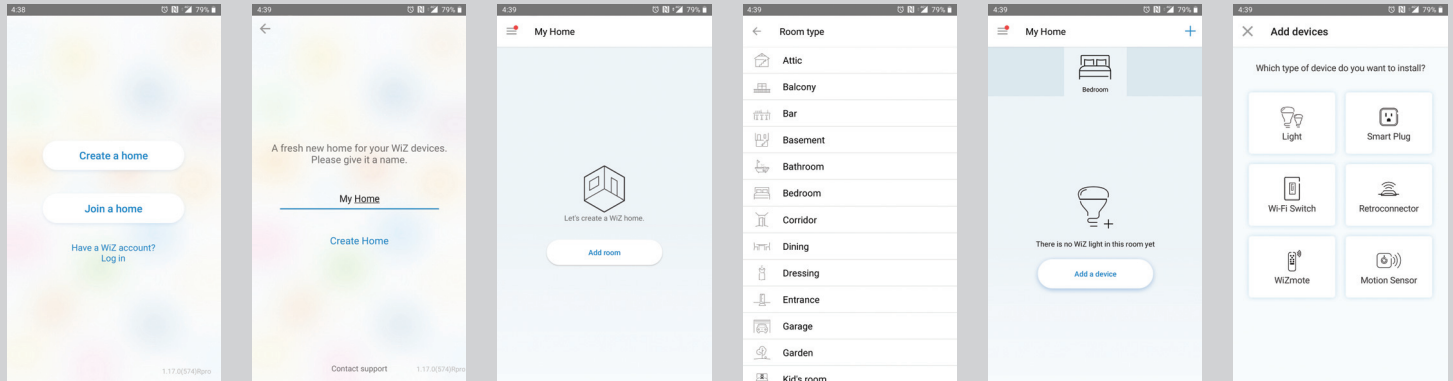 4:38
79%
Create a home
Join a home
Have a WiZ account?
Log in
1.17.0(574)Rpro
4:39
79%
A fresh new home for your WiZ devices.
Please give it a name.
My Home
Create Home
Contact support
1.17.0(574)Rpro
4:39
79%
My Home
Let's create a WiZ home.
Add room
4:39
79%
Room type
Attic
Balcony
Bar
Basement
Bathroom
Bedroom
Corridor
Dining
Dressing
Entrance
Garage
Garden
Kid's room
4:39
79%
My Home
Bedroom
There is no WiZ light in this room yet
Add a device
4:39
79%
Add devices
Which type of device do you want to install?
Light
Smart Plug
Wi-Fi Switch
Retroconnector
WiZmote
Motion Sensor